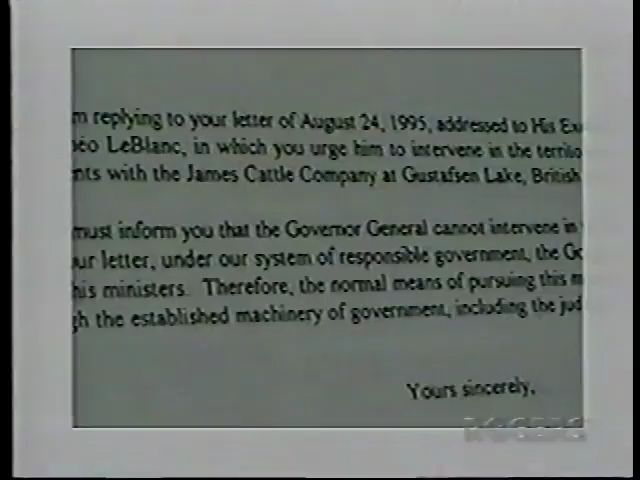 m replying to your letter of August 24, 1995, addressed to His Ex
éo LeBlanc, in which you urge him to intervene in the territo
nts with the James Cattle Company at Gustafsen Lake, British
must inform you that the Governor General cannot intervene in
ur letter, under our system of responsible government, the Go
his ministers. Therefore, the normal means of pursuing this m
gh the established machinery of government, including the jud
Yours sincerely,